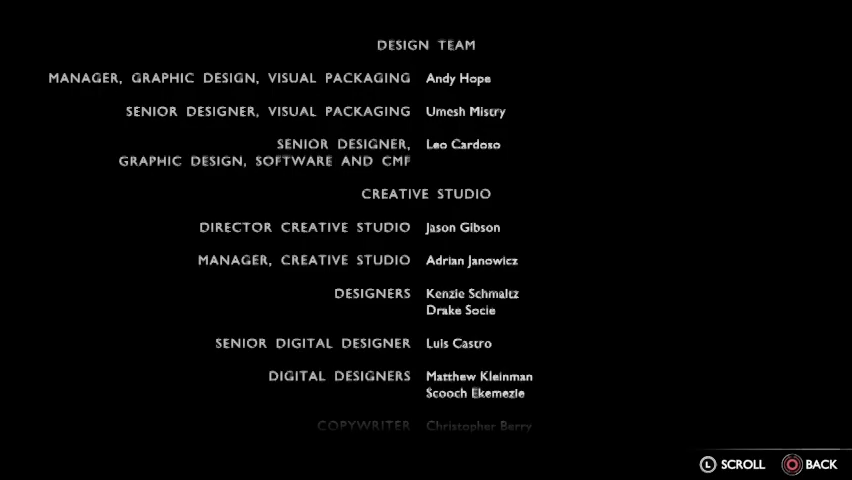 DESIGN TEAM
MANAGER, GRAPHIC DESIGN, VISUAL PACKAGING Andy Hope
SENIOR DESIGNER, VISUAL PACKAGING Umesh Mistry
SENIOR DESIGNER, Leo Cardoso
GRAPHIC DESIGN, SOFTWARE AND CMF
CREATIVE STUDIO
DIRECTOR CREATIVE STUDIO Jason Gibson
MANAGER, CREATIVE STUDIO Adrian Janowicz
DESIGNERS Kenzie Schmaltz
Drake Socie
SENIOR DIGITAL DESIGNER Luis Castro
DIGITAL DESIGNERS Matthew Kleinman
Scooch Ekemezie
COPYWRITER Christopher Berry
L SCROLL BACK